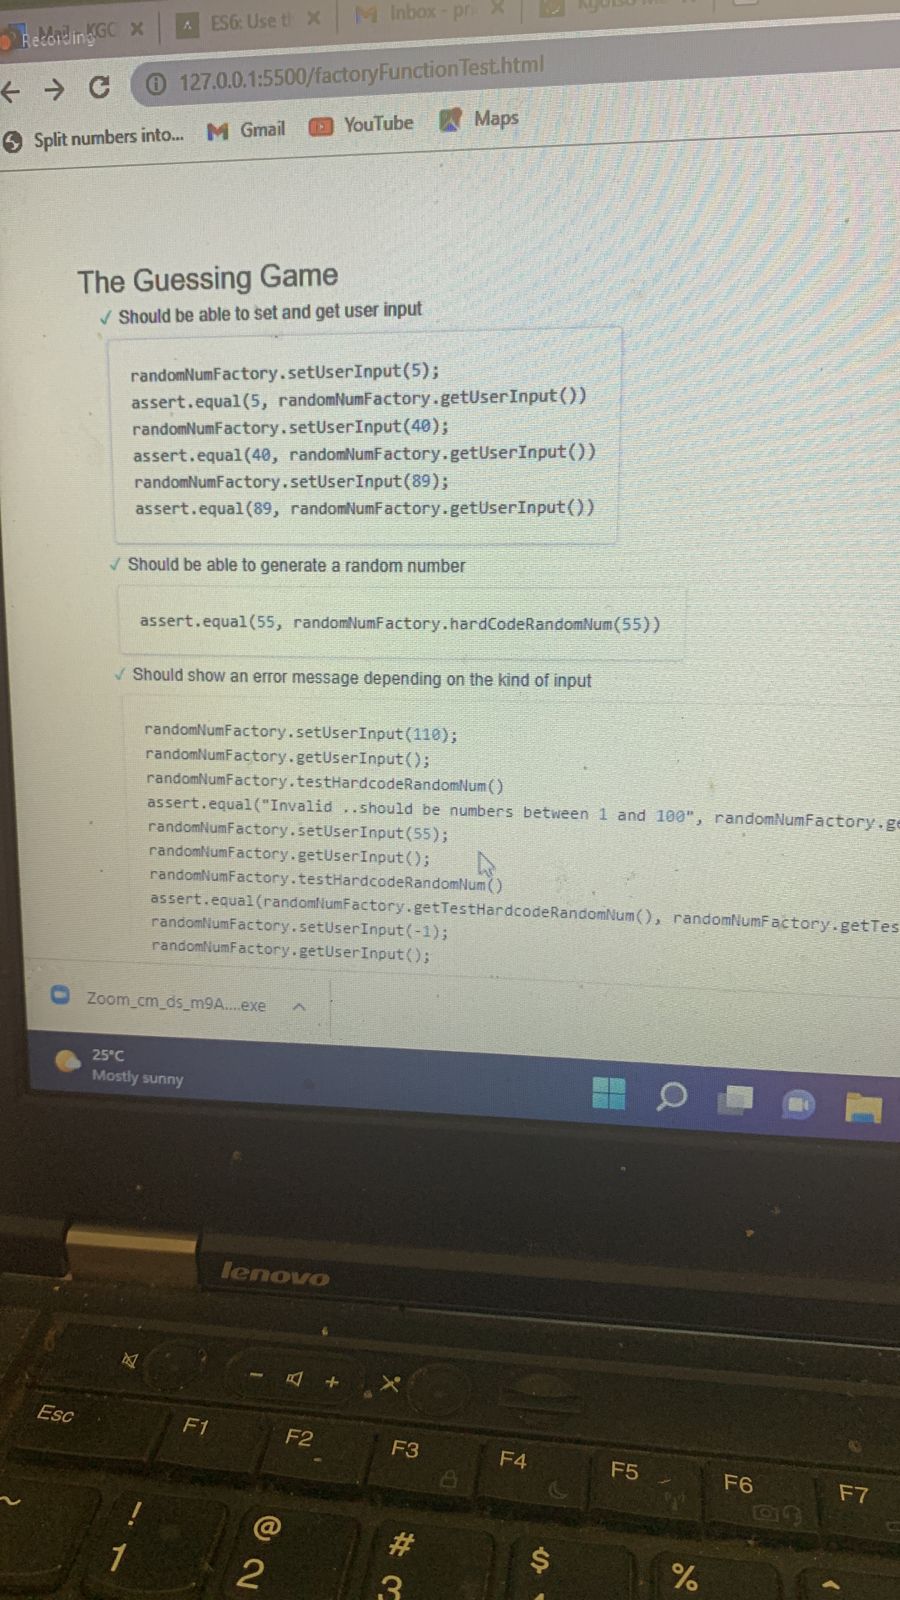 Recording
KGC
ES6: Use t
Inbox - pri
127.0.0.1:5500/factoryFunctionTest.html
Split numbers into... Gmail YouTube Maps
The Guessing Game
✓ Should be able to set and get user input
randomNumFactory.setUserInput(5);
assert.equal(5, randomNumFactory.getUserInput())
randomNumFactory.setUserInput(40);
assert.equal(40, randomNumFactory.getUserInput())
randomNumFactory.setUserInput(89);
assert.equal(89, randomNumFactory.getUserInput())
✓ Should be able to generate a random number
assert.equal(55, randomNumFactory.hardCodeRandomNum(55))
✓ Should show an error message depending on the kind of input
randomNumFactory.setUserInput(110);
randomNumFactory.getUserInput();
randomNumFactory.testHardcodeRandomNum()
assert.equal("Invalid ..should be numbers between 1 and 100", randomNumFactory.ge
randomNumFactory.setUserInput(55);
randomNumFactory.getUserInput();
randomNumFactory.testHardcodeRandomNum()
assert.equal(randomNumFactory.getTestHardcodeRandomNum(), randomNumFactory.getTes
randomNumFactory.setUserInput(-1);
randomNumFactory.getUserInput();
Zoom_cm_ds_m9A....exe
25°C
Mostly sunny
lenovo
Esc F1 F2 F3 F4 F5 F6 F7
~ ! @ # $ % ^
1 2 3